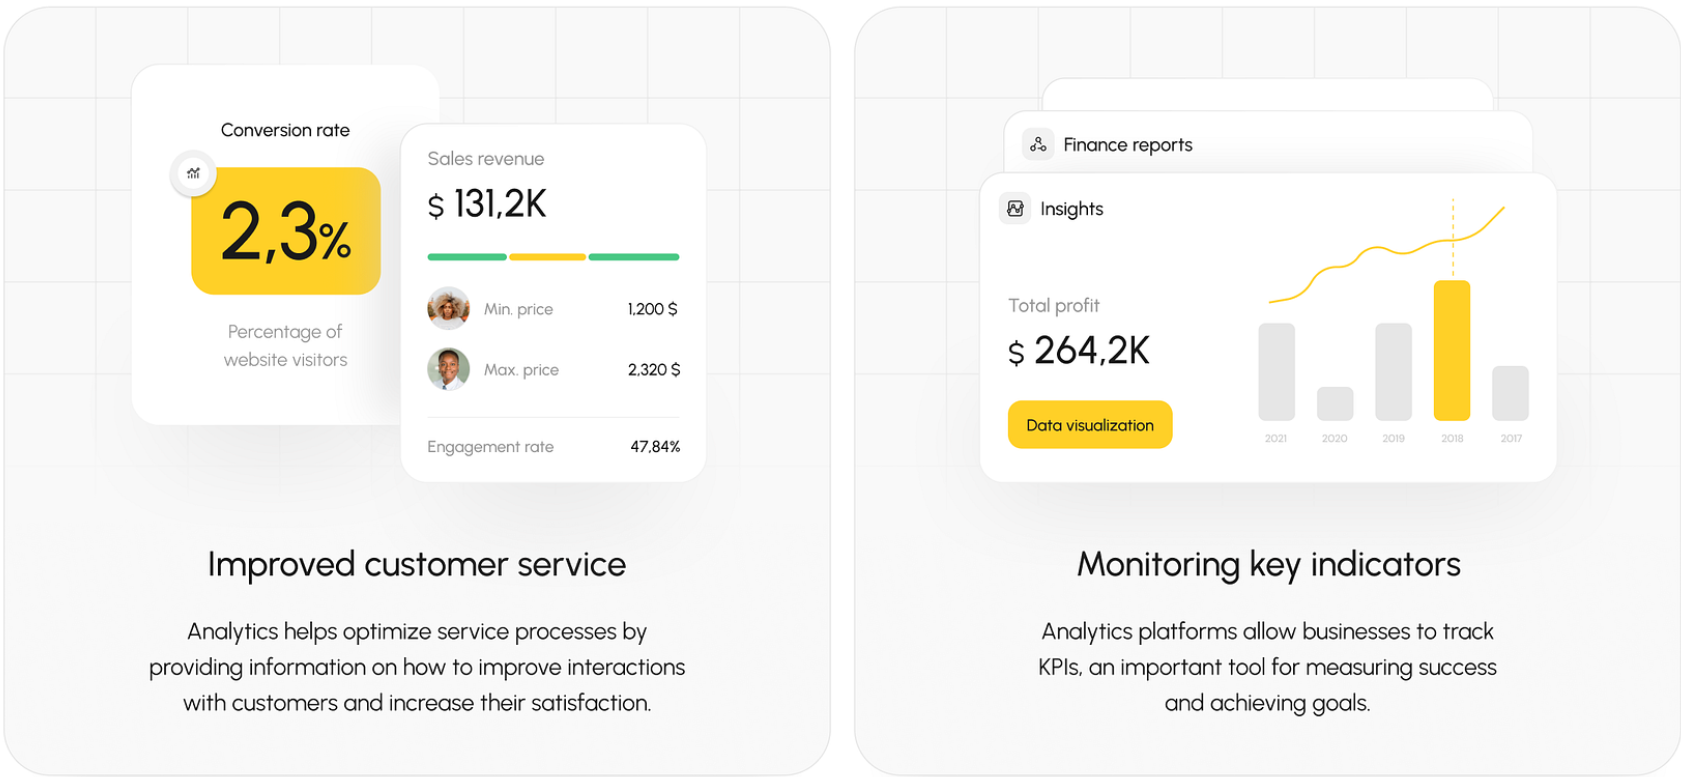 Conversion rate
2,3%
Percentage of
website visitors
Sales revenue
$ 131,2K
Min. price 1,200 $
Max. price 2,320 $
Engagement rate 47,84%
Improved customer service
Analytics helps optimize service processes by
providing information on how to improve interactions
with customers and increase their satisfaction.
Finance reports
Insights
Total profit
$ 264,2K
Data visualization
2021 2020 2019 2018 2017
Monitoring key indicators
Analytics platforms allow businesses to track
KPIs, an important tool for measuring success
and achieving goals.